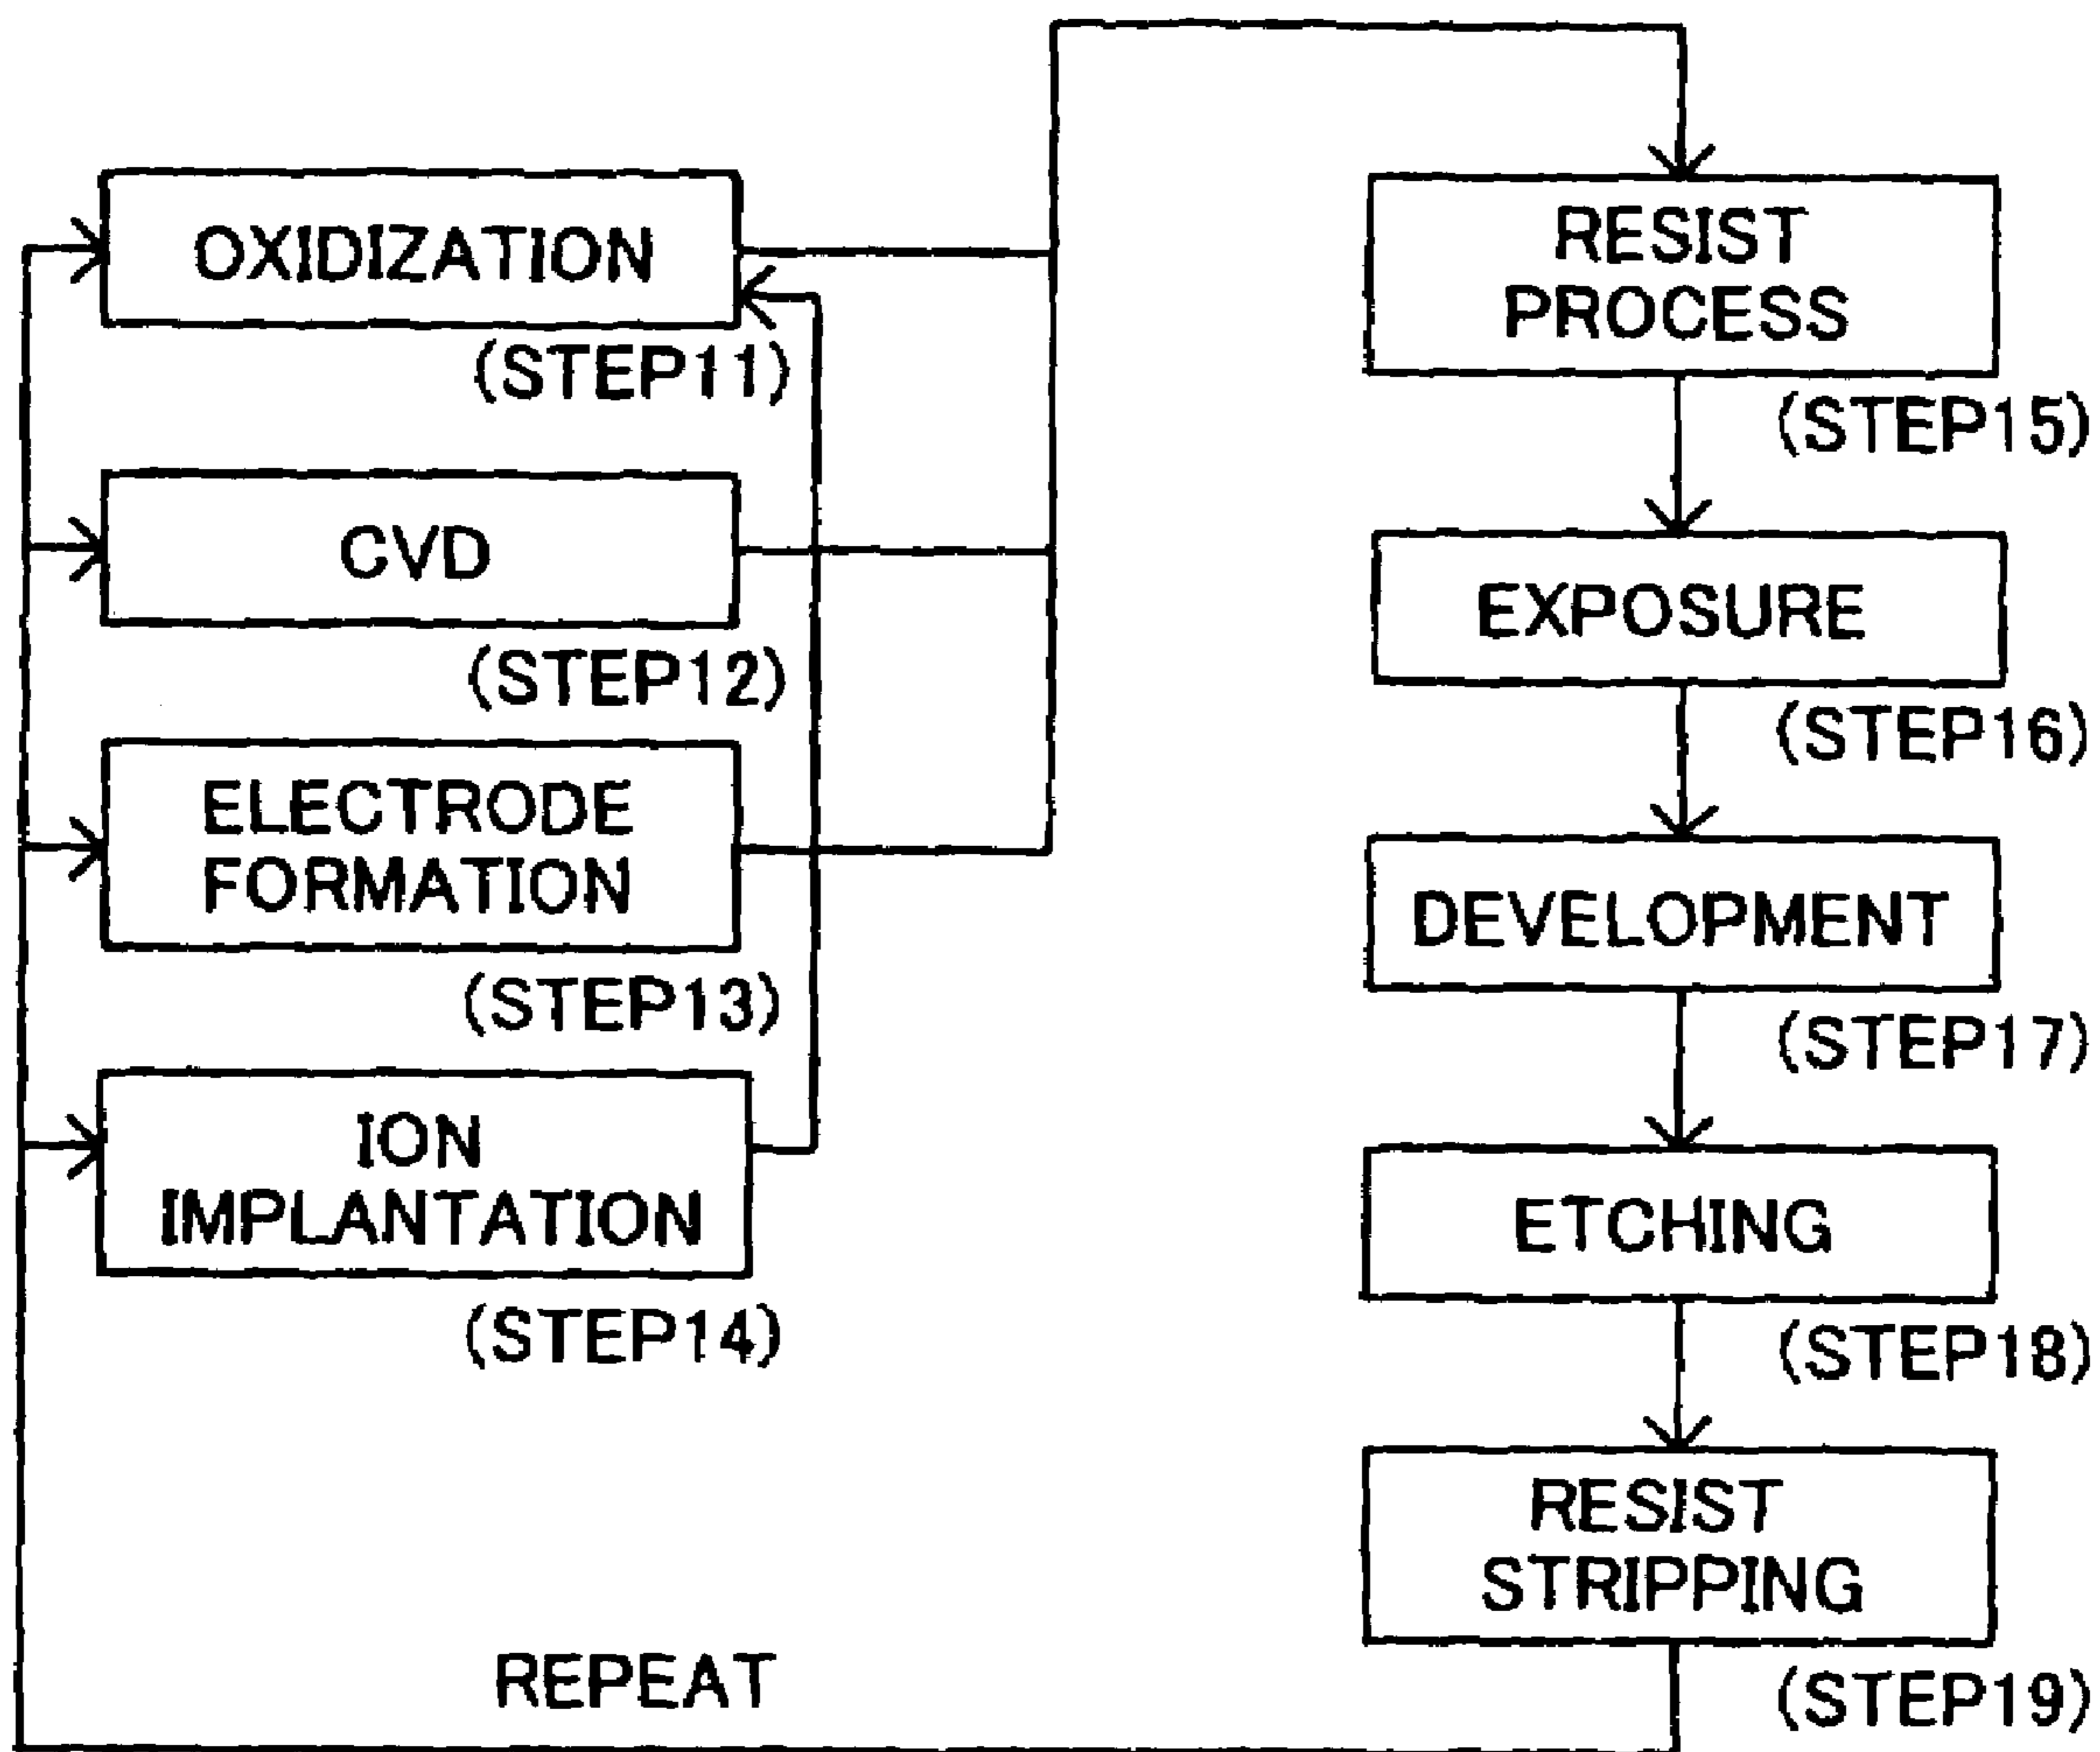 OXIDIZATION
(STEP11)
CVD
(STEP12)
ELECTRODE
FORMATION
(STEP13)
ION
IMPLANTATION
(STEP14)
RESIST
PROCESS
(STEP15)
EXPOSURE
(STEP16)
DEVELOPMENT
(STEP17)
ETCHING
(STEP18)
RESIST
STRIPPING
(STEP19)
REPEAT